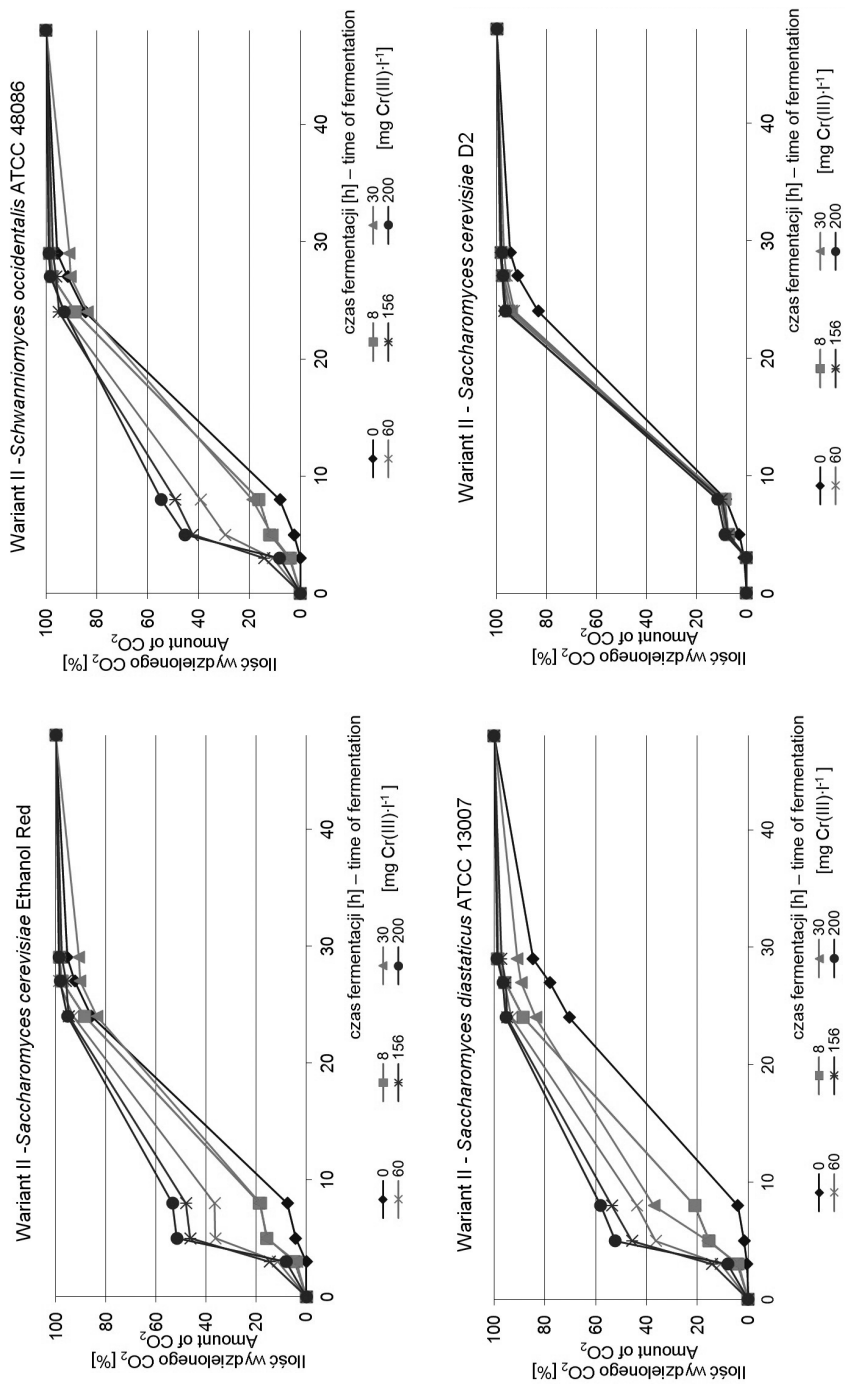 Wariant II -Saccharomyces cerevisiae Ethanol Red
Ilość wydzielonego CO₂ [%]
Amount of CO₂
100
80
60
40
20
0
0 10 20 30 40
czas fermentacji [h] – time of fermentation
0 8 30 [mg Cr(III)·l⁻¹]
60 156 200
Wariant II -Schwanniomyces occidentalis ATCC 48086
Ilość wydzielonego CO₂ [%]
Amount of CO₂
100
80
60
40
20
0
0 10 20 30 40
czas fermentacji [h] – time of fermentation
0 8 30 [mg Cr(III)·l⁻¹]
60 156 200
Wariant II - Saccharomyces diastaticus ATCC 13007
Ilość wydzielonego CO₂ [%]
Amount of CO₂
100
80
60
40
20
0
0 10 20 30 40
czas fermentacji [h] – time of fermentation
0 8 30 [mg Cr(III)·l⁻¹]
60 156 200
Wariant II - Saccharomyces cerevisiae D2
Ilość wydzielonego CO₂ [%]
Amount of CO₂
100
80
60
40
20
0
0 10 20 30 40
czas fermentacji [h] – time of fermentation
0 8 30 [mg Cr(III)·l⁻¹]
60 156 200